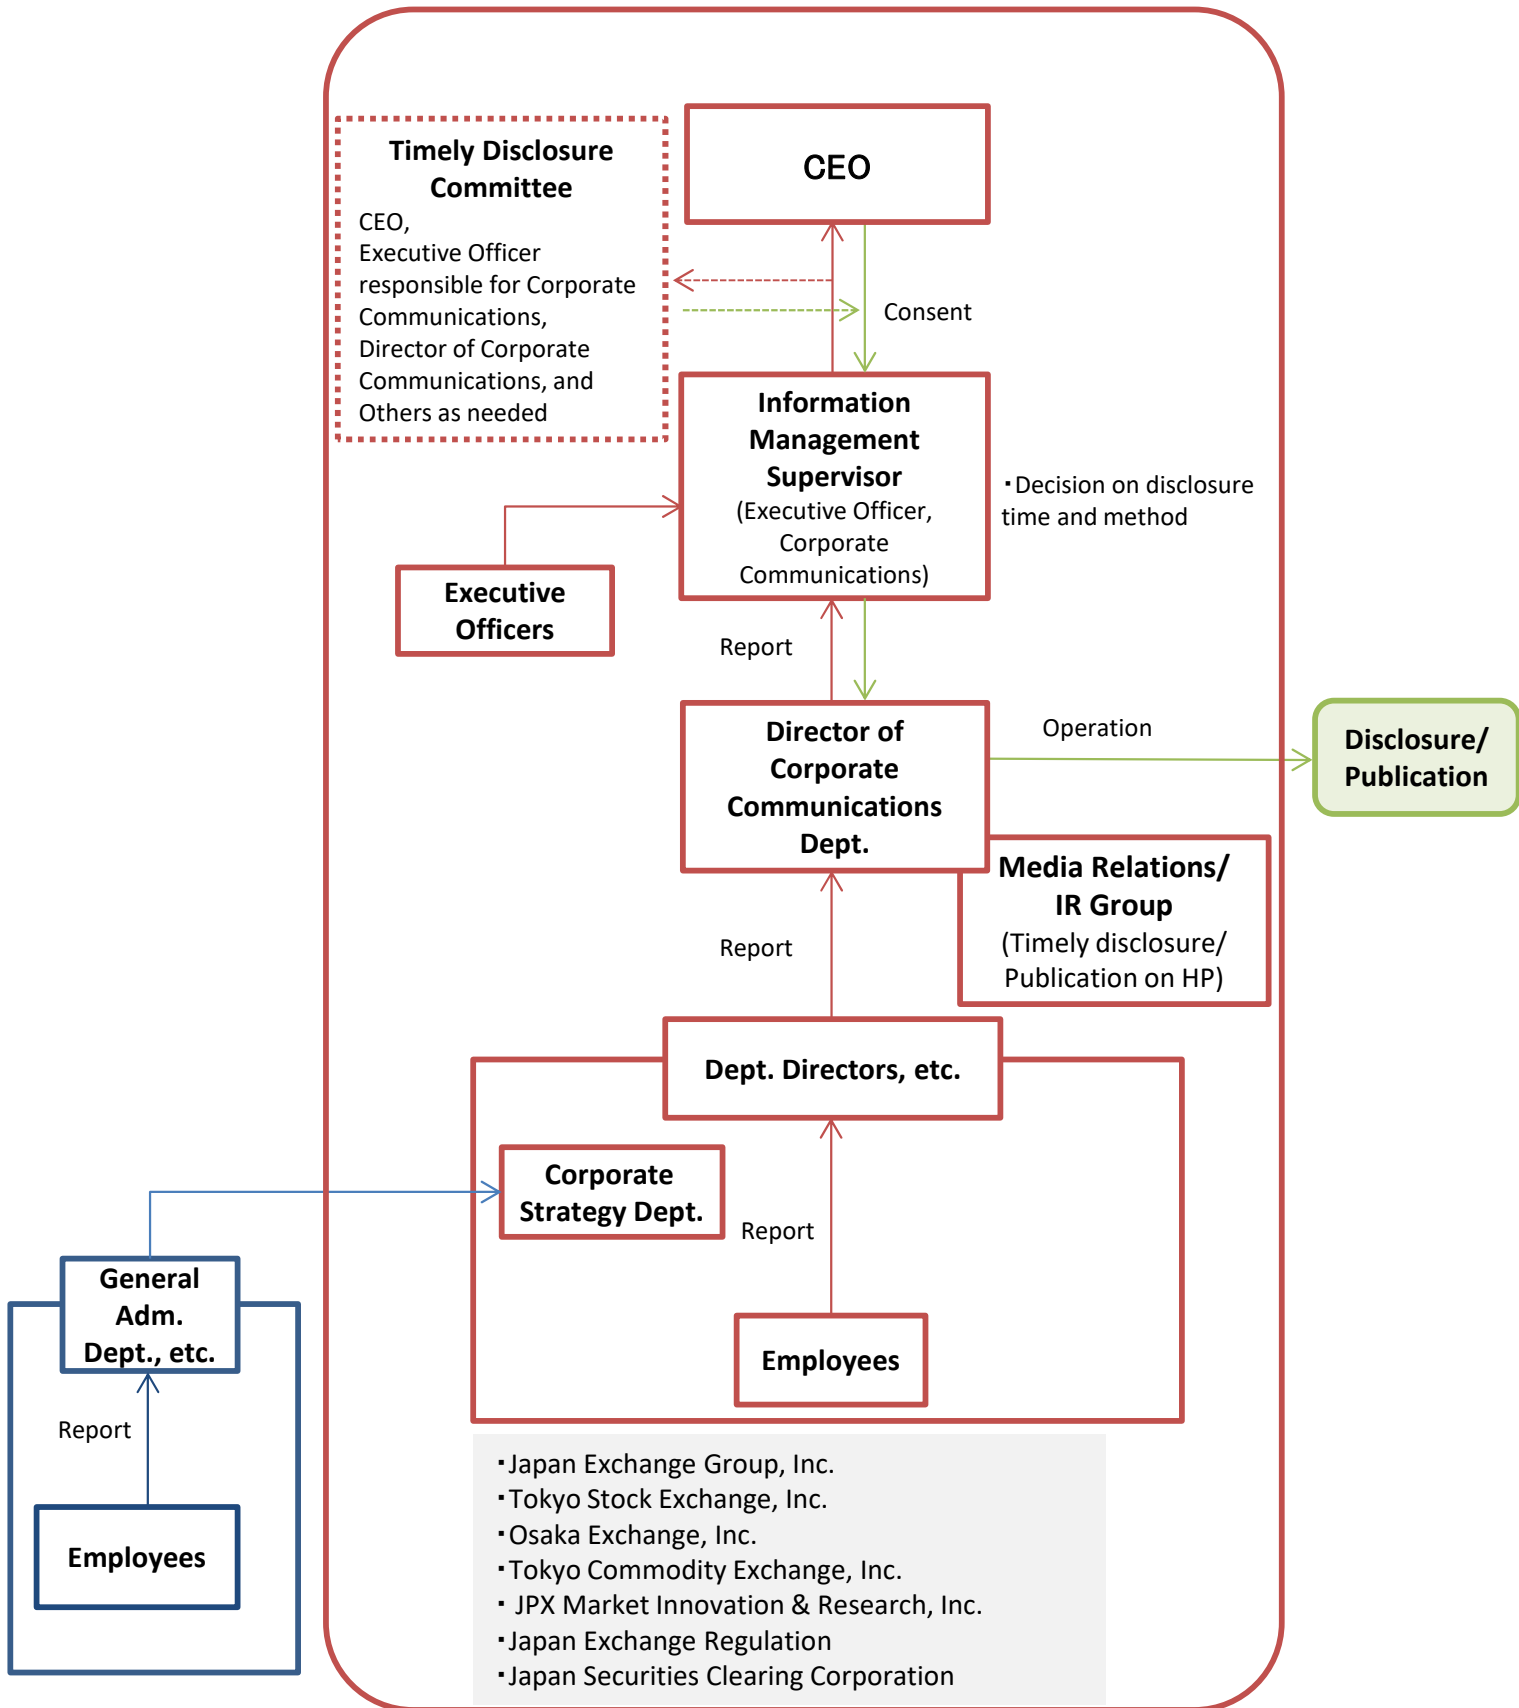 Timely Disclosure
Committee
CEO,
Executive Officer
responsible for Corporate
Communications,
Director of Corporate
Communications, and
Others as needed
CEO
Consent
Information
Management
Supervisor
(Executive Officer,
Corporate
Communications)
・Decision on disclosure
time and method
Executive
Officers
Report
Director of
Corporate
Communications
Dept.
Operation
Disclosure/
Publication
Media Relations/
IR Group
(Timely disclosure/
Publication on HP)
Report
Dept. Directors, etc.
Corporate
Strategy Dept.
Report
Employees
General
Adm.
Dept., etc.
Report
Employees
・Japan Exchange Group, Inc.
・Tokyo Stock Exchange, Inc.
・Osaka Exchange, Inc.
・Tokyo Commodity Exchange, Inc.
・ JPX Market Innovation & Research, Inc.
・Japan Exchange Regulation
・Japan Securities Clearing Corporation